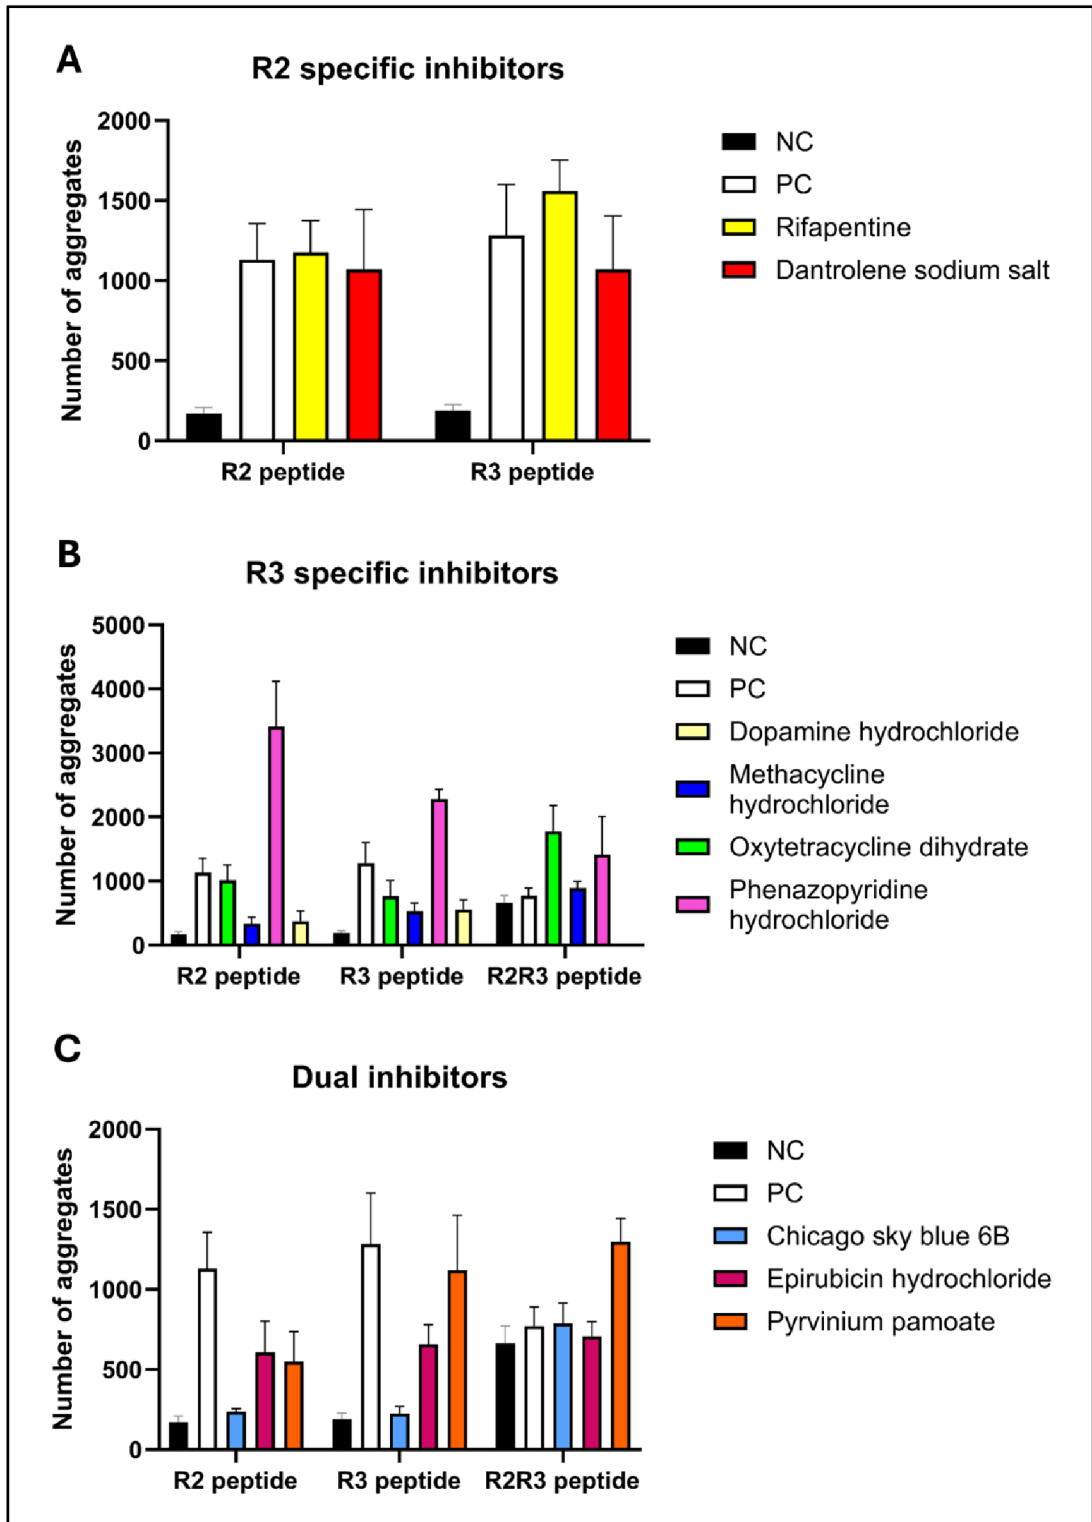 A
R2 specific inhibitors
Number of aggregates
2000
1500
1000
500
0
R2 peptide
R3 peptide
NC
PC
Rifapentine
Dantrolene sodium salt
B
R3 specific inhibitors
Number of aggregates
5000
4000
3000
2000
1000
0
R2 peptide
R3 peptide
R2R3 peptide
NC
PC
Dopamine hydrochloride
Methacycline
hydrochloride
Oxytetracycline dihydrate
Phenazopyridine
hydrochloride
C
Dual inhibitors
Number of aggregates
2000
1500
1000
500
0
R2 peptide
R3 peptide
R2R3 peptide
NC
PC
Chicago sky blue 6B
Epirubicin hydrochloride
Pyrvinium pamoate